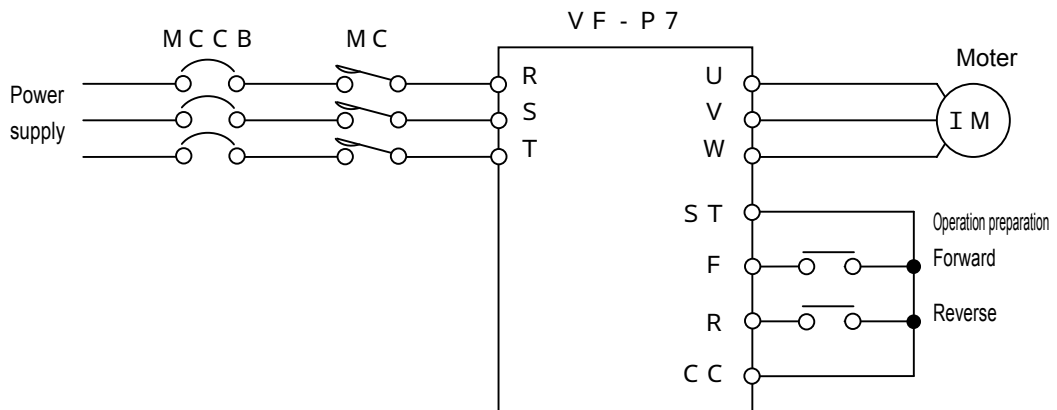 VF-P7
MCCB
MC
Moter
Power
supply
R
S
T
U
V
W
IM
ST
Operation preparation
F
Forward
R
Reverse
CC